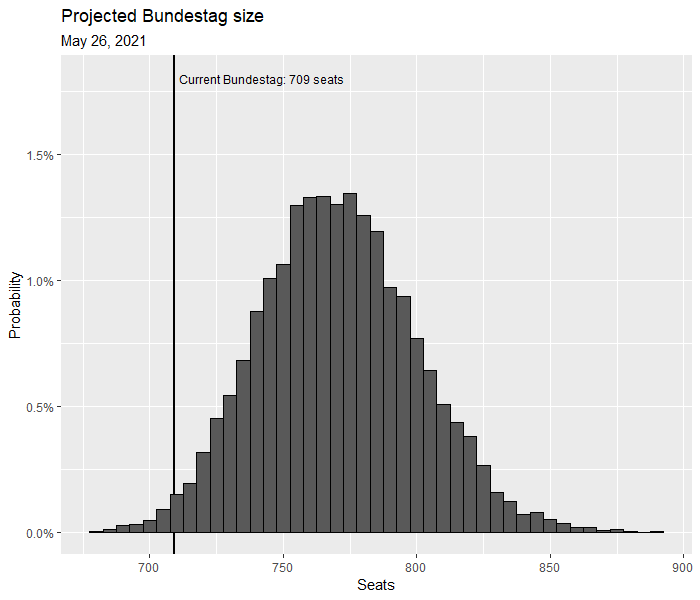 Projected Bundestag size
May 26, 2021
Current Bundestag: 709 seats
1.5%
1.0%
0.5%
0.0%
Probability
700 750 800 850 900
Seats